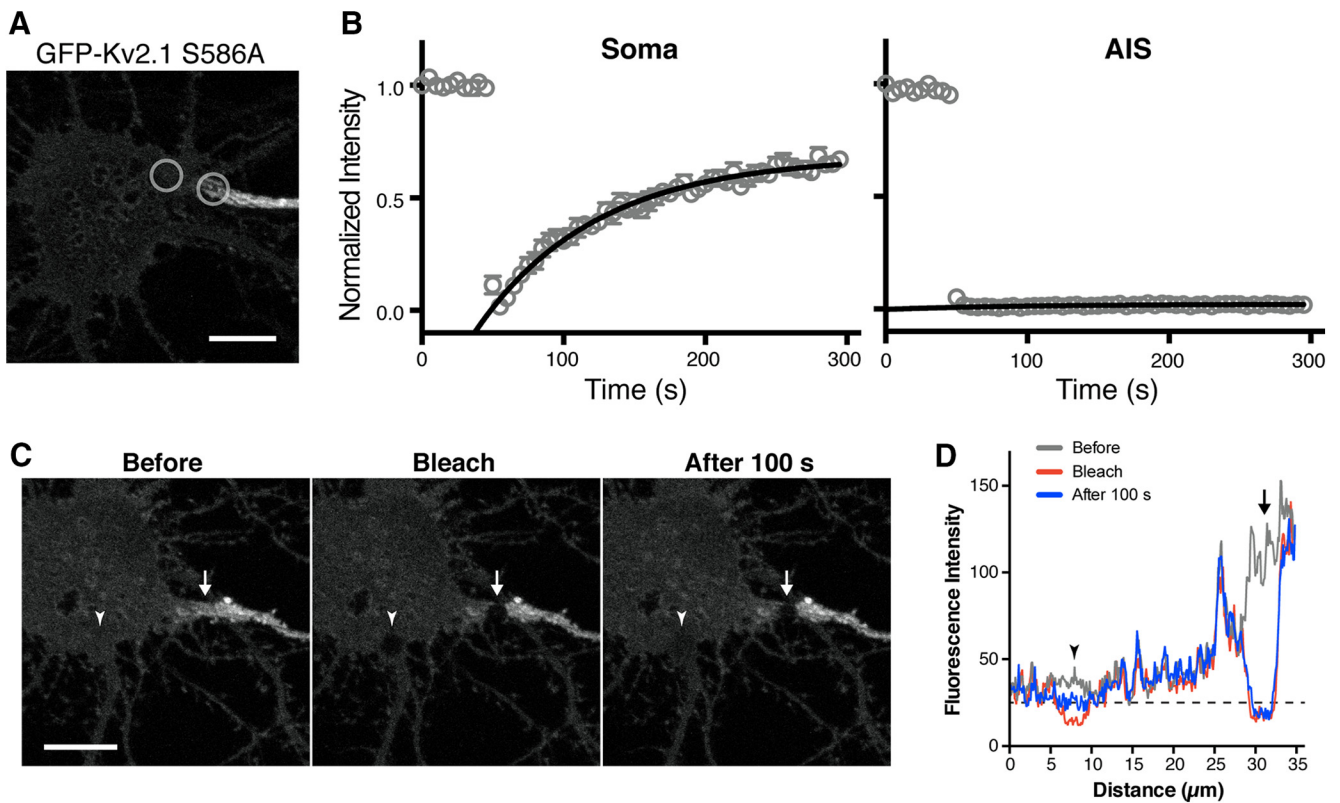 A
GFP-Kv2.1 S586A
B
Soma
Normalized Intensity
1.0
0.5
0.0
0
100
200
300
Time (s)
AIS
0
100
200
300
Time (s)
C
Before
Bleach
After 100 s
D
Before
Bleach
After 100 s
Fluorescence Intensity
150
100
50
0
0
5
10
15
20
25
30
35
Distance (µm)